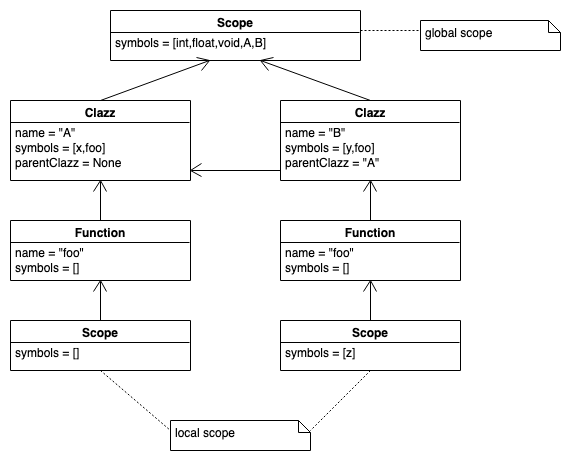 Scope
symbols = [int,float,void,A,B]
global scope
Clazz
name = "A"
symbols = [x,foo]
parentClazz = None
Clazz
name = "B"
symbols = [y,foo]
parentClazz = "A"
Function
name = "foo"
symbols = []
Function
name = "foo"
symbols = []
Scope
symbols = []
Scope
symbols = [z]
local scope